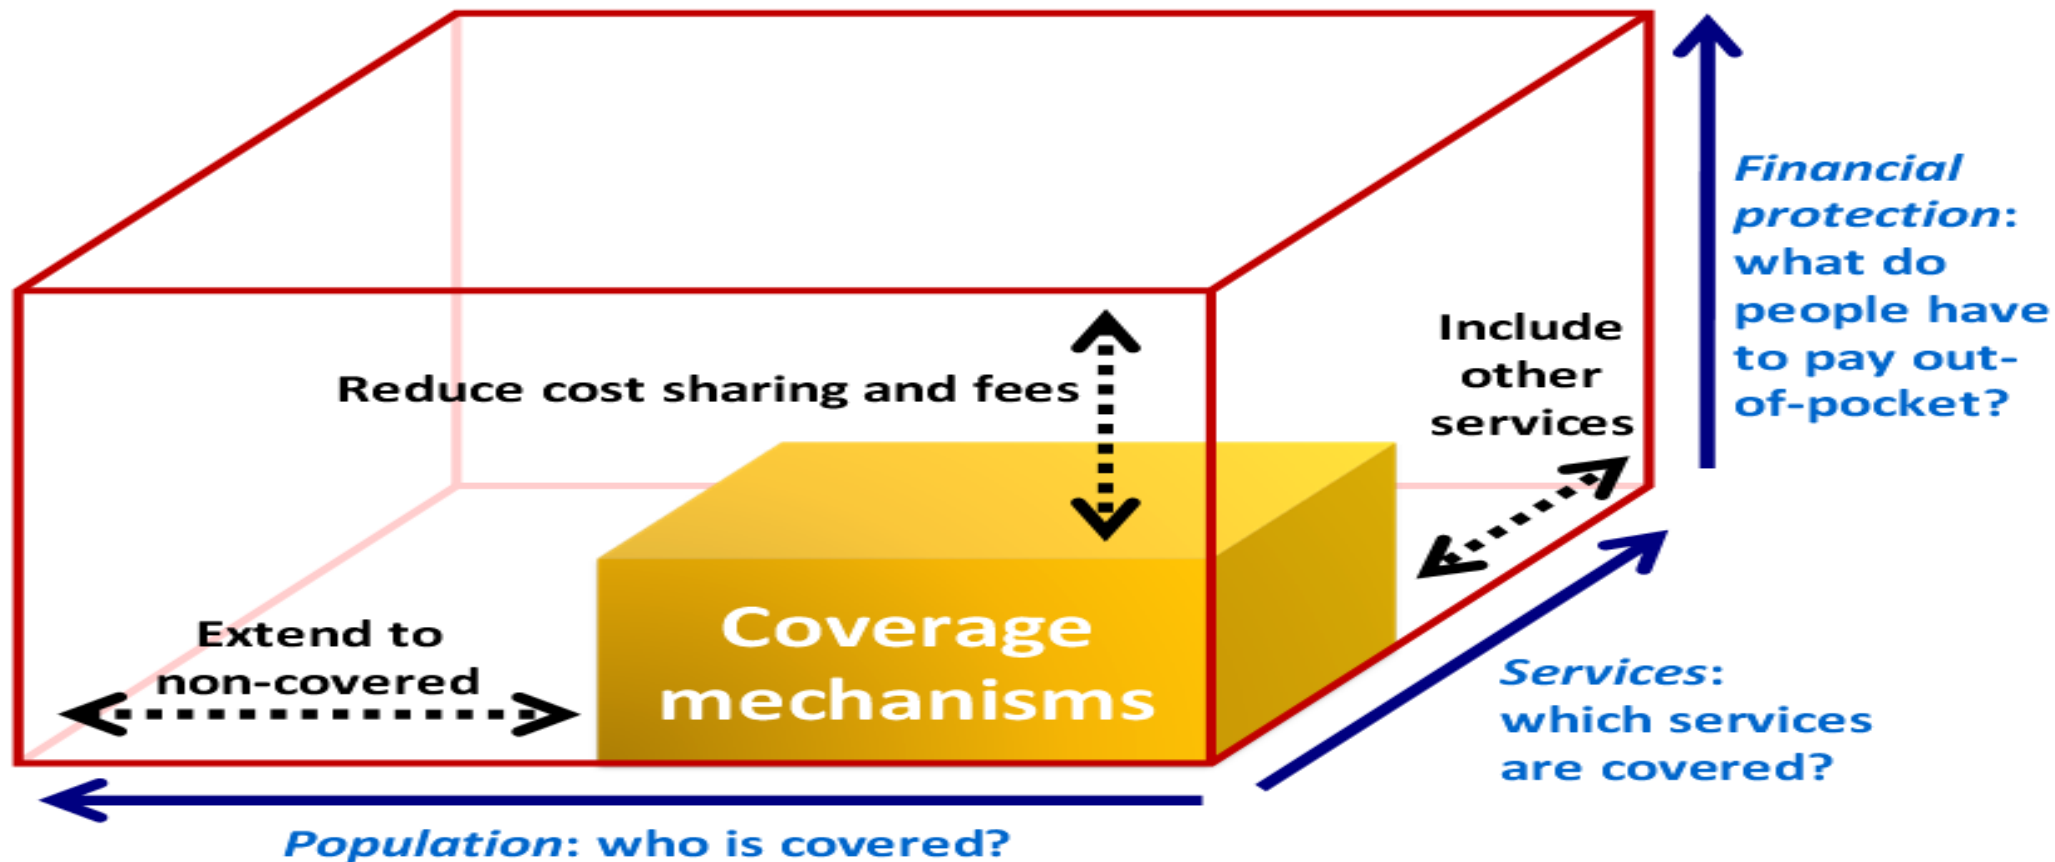 Financial
protection:
what do
people have
to pay out-
of-pocket?
Include
other
services
Reduce cost sharing and fees
Extend to
non-covered
Coverage
mechanisms
Services:
which services
are covered?
Population: who is covered?